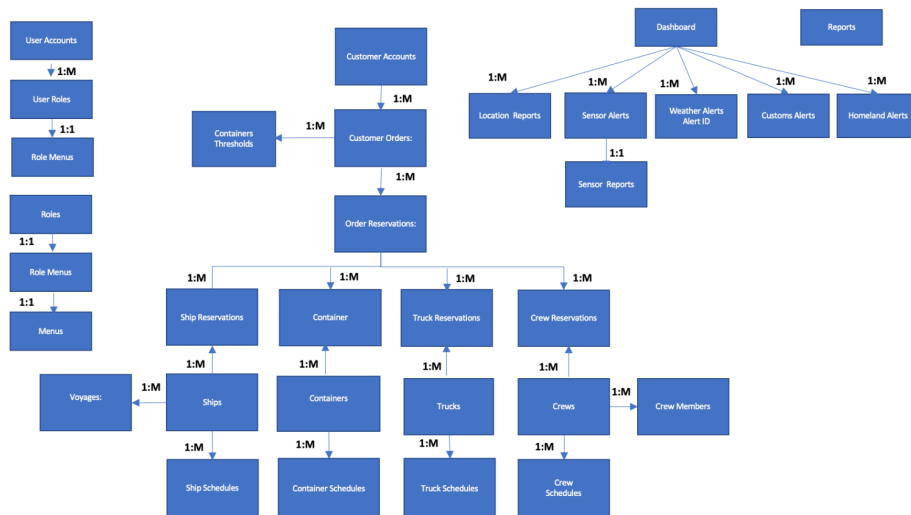 Dashboard
Reports
User Accounts
Customer Accounts
1:M
1:M
1:M
1:M
1:M
1:M
1:M
User Roles
Location Reports
Sensor Alerts
Weather Alerts
Alert ID
Customs Alerts
Homeland Alerts
1:1
Containers
Thresholds
1:M
Customer Orders:
Role Menus
1:1
1:M
Sensor Reports
Roles
Order Reservations:
1:1
Role Menus
1:M
1:M
1:M
1:M
1:1
Ship Reservations
Container
Truck Reservations
Crew Reservations
Menus
1:M
1:M
1:M
1:M
1:M
1:M
Voyages:
Ships
Containers
Trucks
Crews
Crew Members
1:M
1:M
1:M
1:M
Ship Schedules
Container Schedules
Truck Schedules
Crew
Schedules